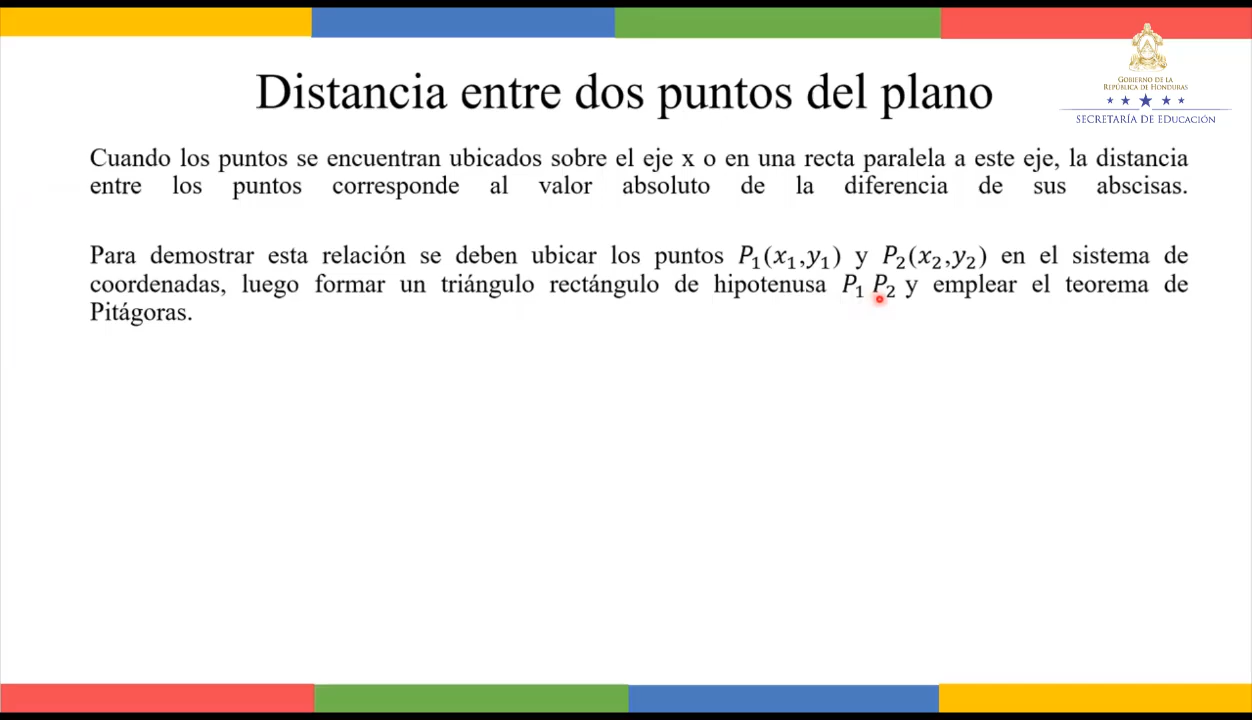 Distancia entre dos puntos del plano
GOBIERNO DE LA
REPÚBLICA DE HONDURAS
SECRETARÍA DE EDUCACIÓN
Cuando los puntos se encuentran ubicados sobre el eje x o en una recta paralela a este eje, la distancia
entre los puntos corresponde al valor absoluto de la diferencia de sus abscisas.
Para demostrar esta relación se deben ubicar los puntos P₁(x₁,y₁) y P₂(x₂,y₂) en el sistema de
coordenadas, luego formar un triángulo rectángulo de hipotenusa P₁ P₂ y emplear el teorema de
Pitágoras.